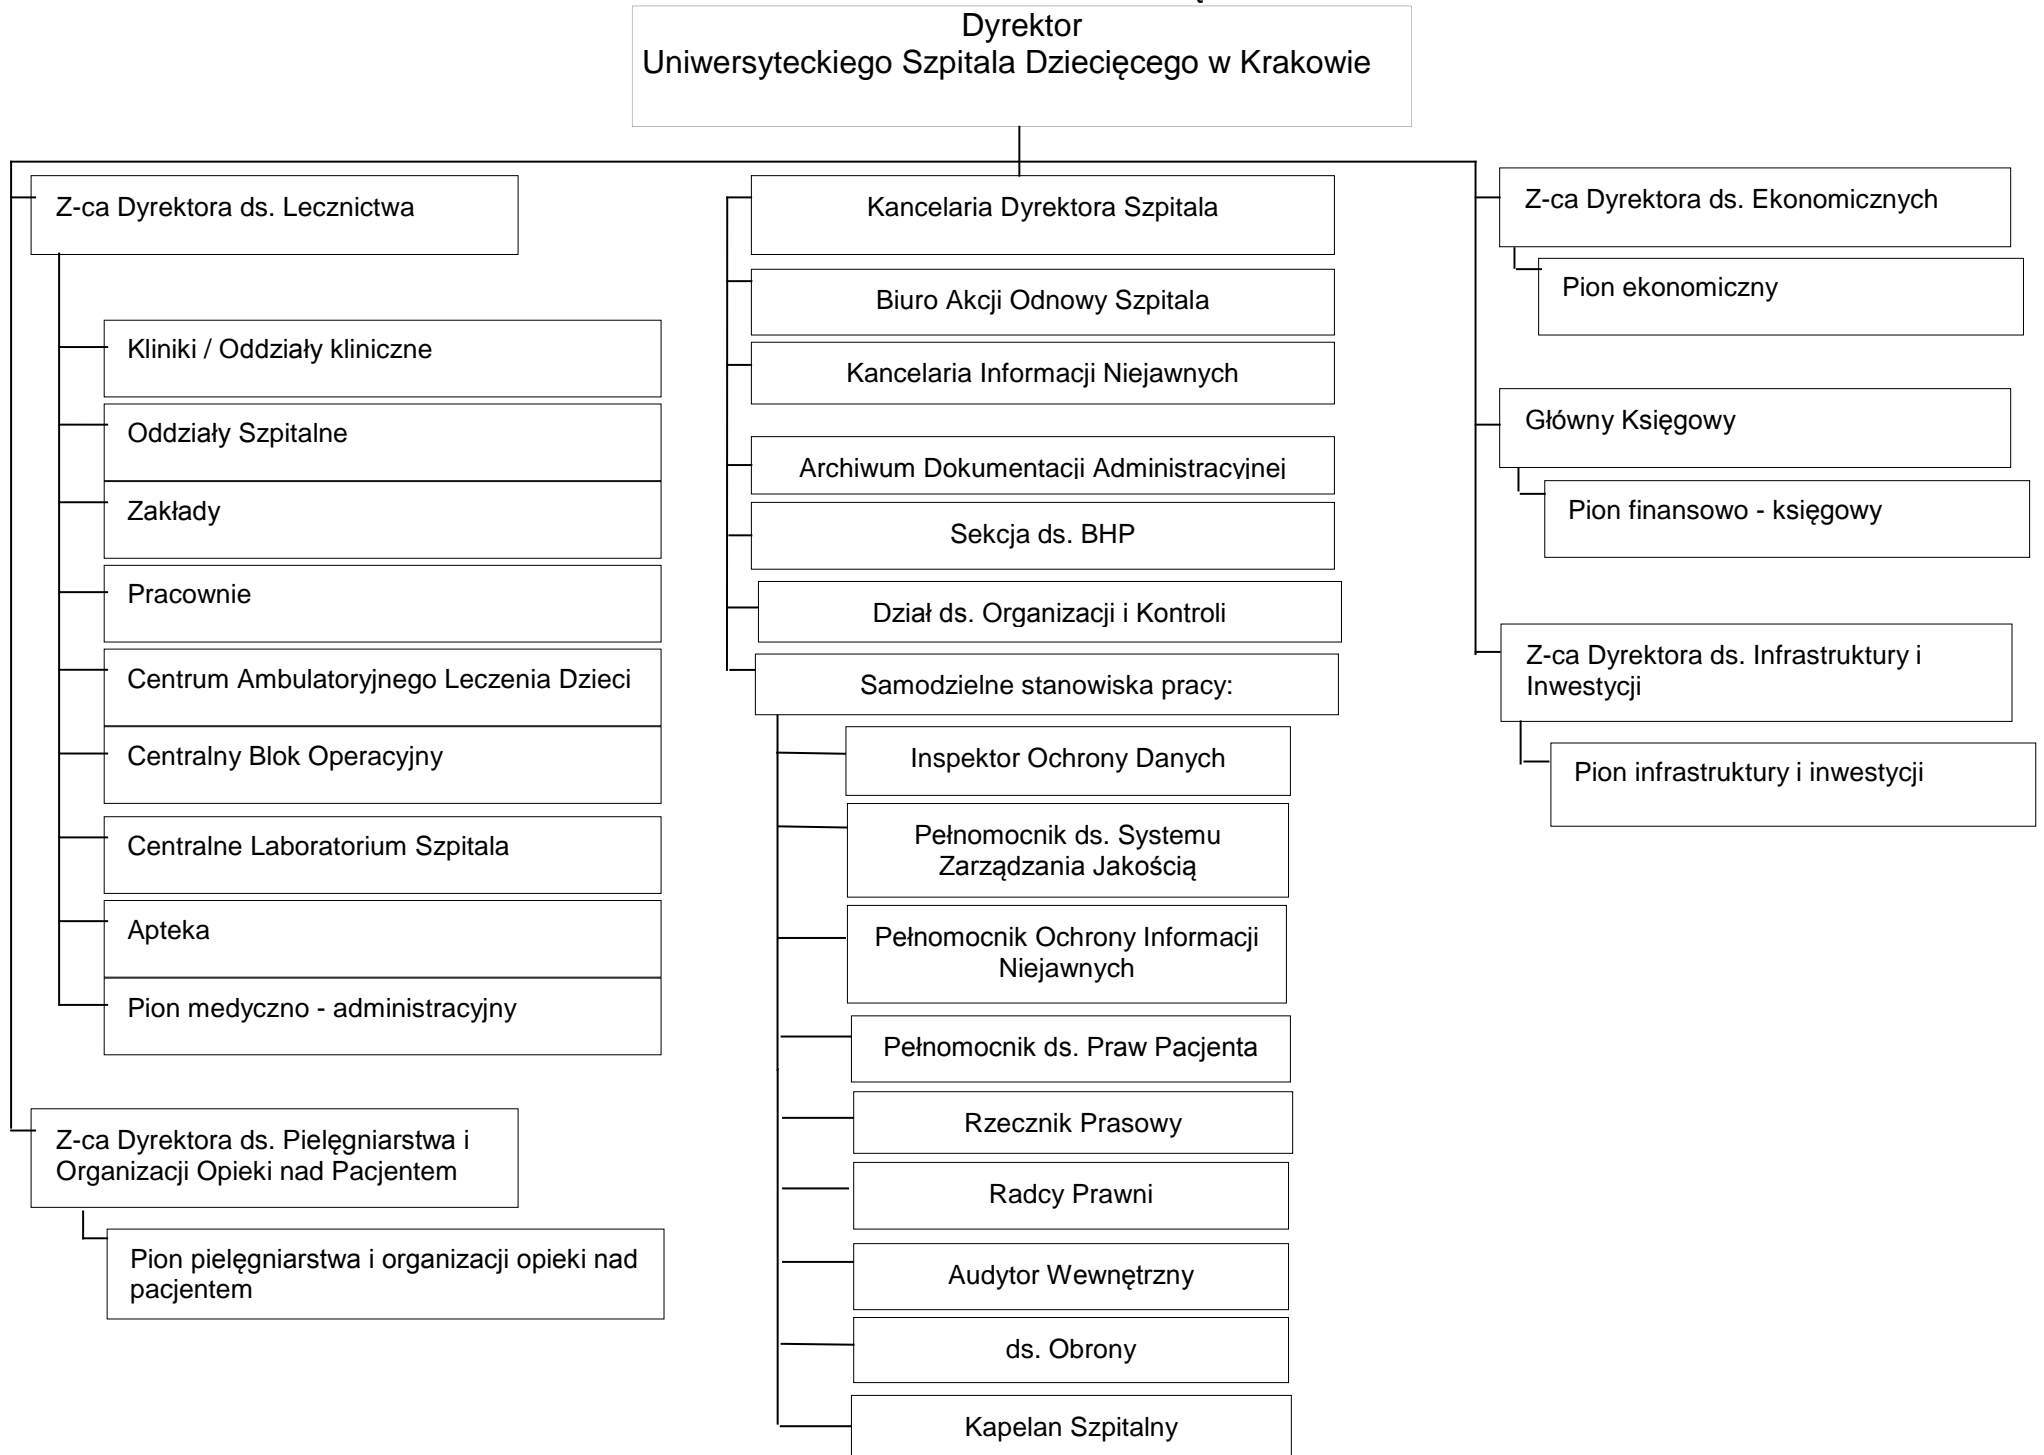 Dyrektor
Uniwersyteckiego Szpitala Dziecięcego w Krakowie
Z-ca Dyrektora ds. Lecznictwa
Kliniki / Oddziały kliniczne
Oddziały Szpitalne
Zakłady
Pracownie
Centrum Ambulatoryjnego Leczenia Dzieci
Centralny Blok Operacyjny
Centralne Laboratorium Szpitala
Apteka
Pion medyczno - administracyjny
Z-ca Dyrektora ds. Pielęgniarstwa i
Organizacji Opieki nad Pacjentem
Pion pielęgniarstwa i organizacji opieki nad
pacjentem
Kancelaria Dyrektora Szpitala
Biuro Akcji Odnowy Szpitala
Kancelaria Informacji Niejawnych
Archiwum Dokumentacji Administracyjnej
Sekcja ds. BHP
Dział ds. Organizacji i Kontroli
Samodzielne stanowiska pracy:
Inspektor Ochrony Danych
Pełnomocnik ds. Systemu
Zarządzania Jakością
Pełnomocnik Ochrony Informacji
Niejawnych
Pełnomocnik ds. Praw Pacjenta
Rzecznik Prasowy
Radcy Prawni
Audytor Wewnętrzny
ds. Obrony
Kapelan Szpitalny
Z-ca Dyrektora ds. Ekonomicznych
Pion ekonomiczny
Główny Księgowy
Pion finansowo - księgowy
Z-ca Dyrektora ds. Infrastruktury i
Inwestycji
Pion infrastruktury i inwestycji